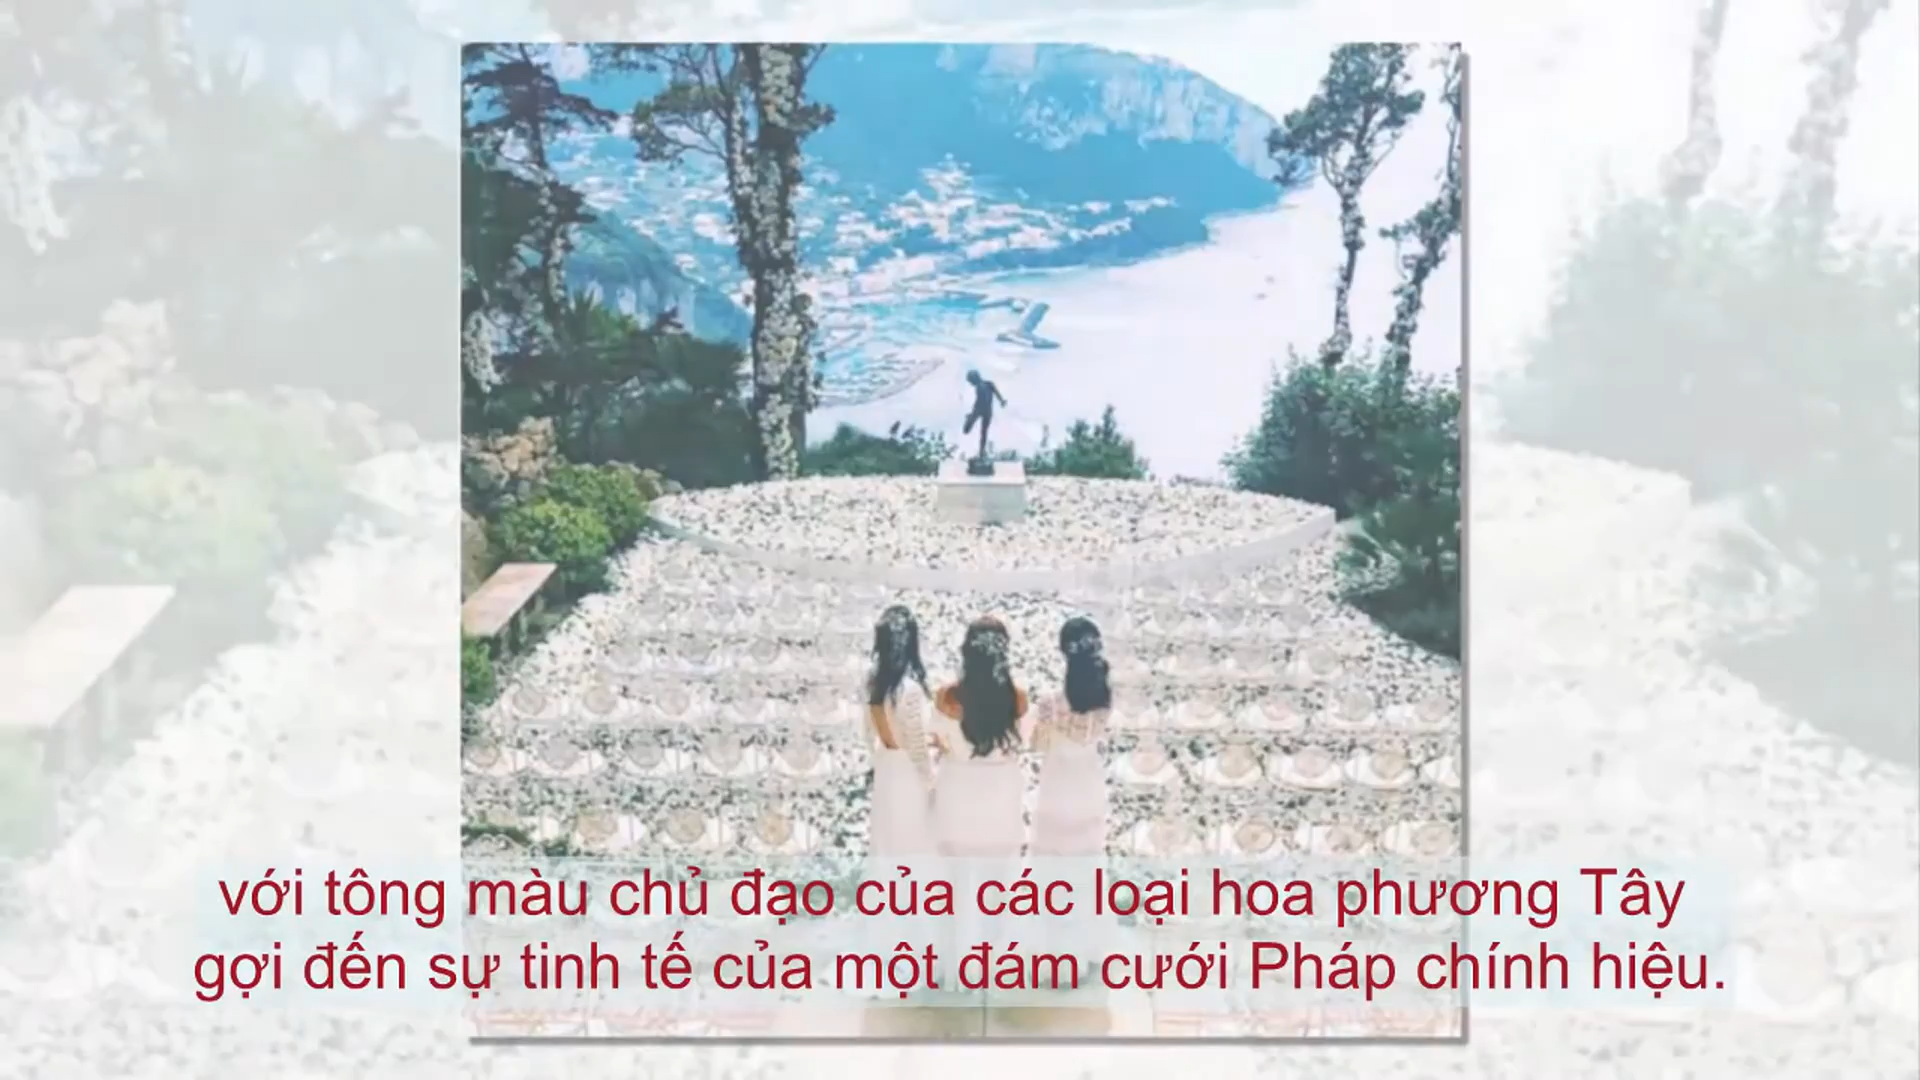 với tông màu chủ đạo của các loại hoa phương Tây
gợi đến sự tinh tế của một đám cưới Pháp chính hiệu.